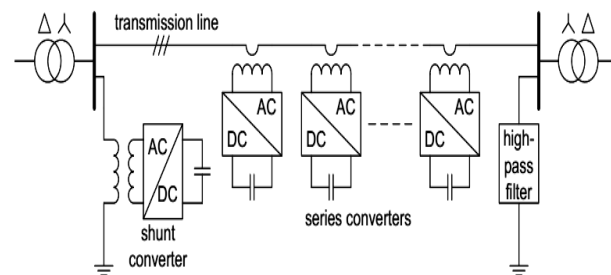 transmission line
AC
DC
AC
DC
AC
DC
AC
DC
high-
pass
filter
shunt
converter
series converters